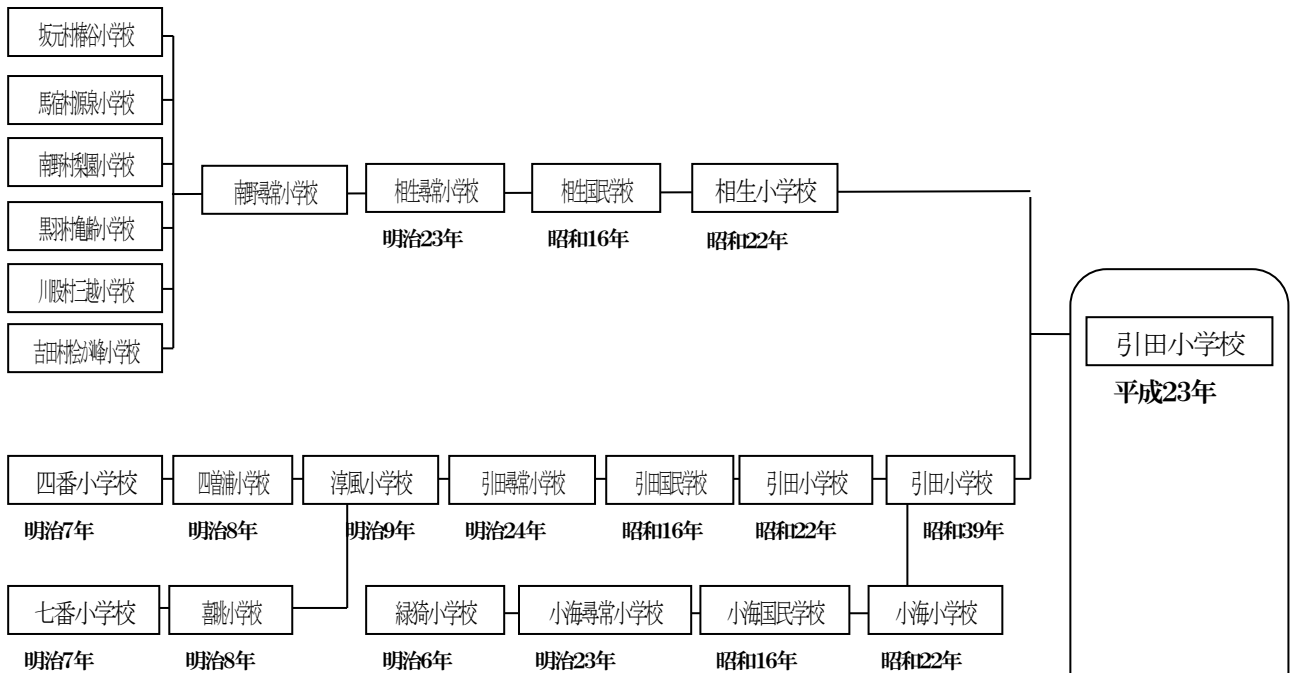 坂元村椿谷小学校
馬宿村源泉小学校
南野村梨園小学校
黒羽村亀齢小学校
川股村三越小学校
吉田村桧が峰小学校
南野尋常小学校
相生尋常小学校
明治23年
相生国民学校
昭和16年
相生小学校
昭和22年
引田小学校
平成23年
四番小学校
明治7年
四曽浦小学校
明治8年
淳風小学校
明治9年
引田尋常小学校
明治24年
引田国民学校
昭和16年
引田小学校
昭和22年
引田小学校
昭和39年
七番小学校
明治7年
喜眺小学校
明治8年
緑猗小学校
明治6年
小海尋常小学校
明治23年
小海国民学校
昭和16年
小海小学校
昭和22年